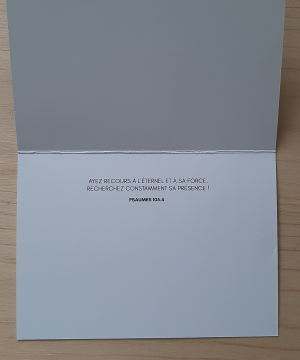 AYEZ RECOURS À L'ÉTERNEL ET À SA FORCE,
RECHERCHEZ CONSTAMMENT SA PRÉSENCE !
PSAUMES 105.4